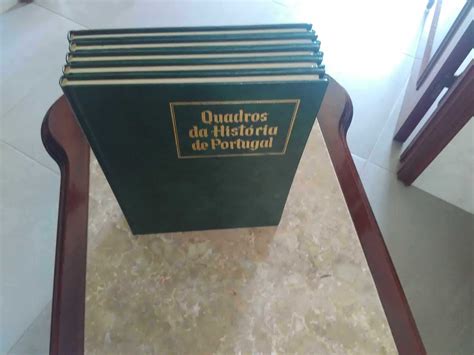 Quadros
da História
de Portugal